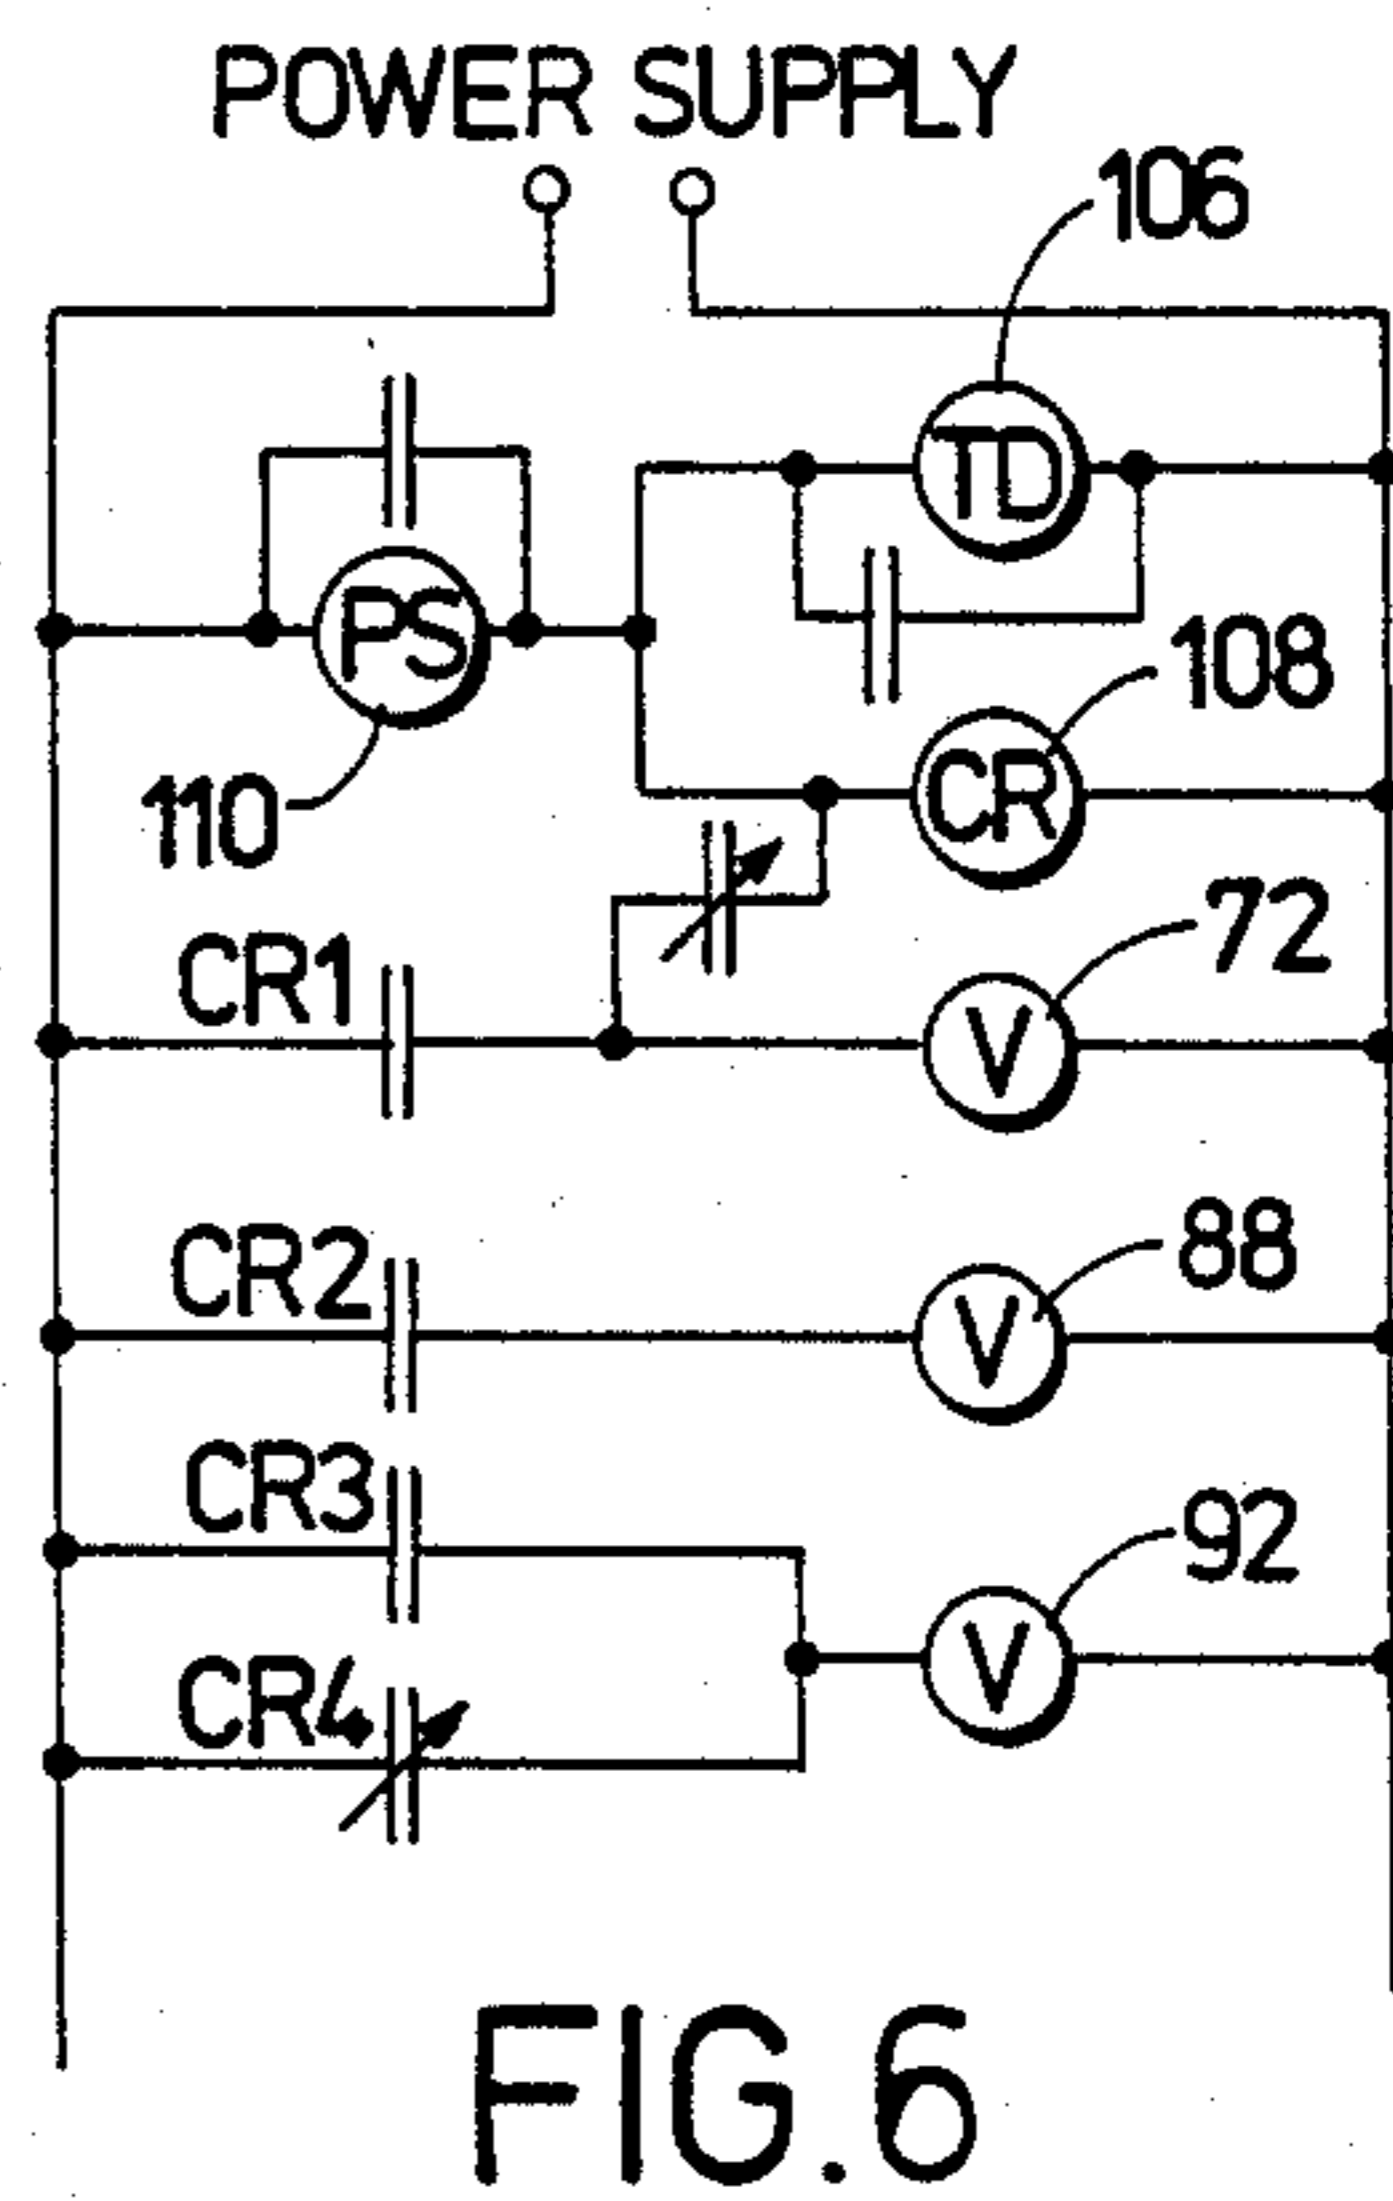 POWER SUPPLY
106
TD
PS
108
110
CR
72
CR1
V
88
CR2
V
CR3
92
CR4
V
FIG.6